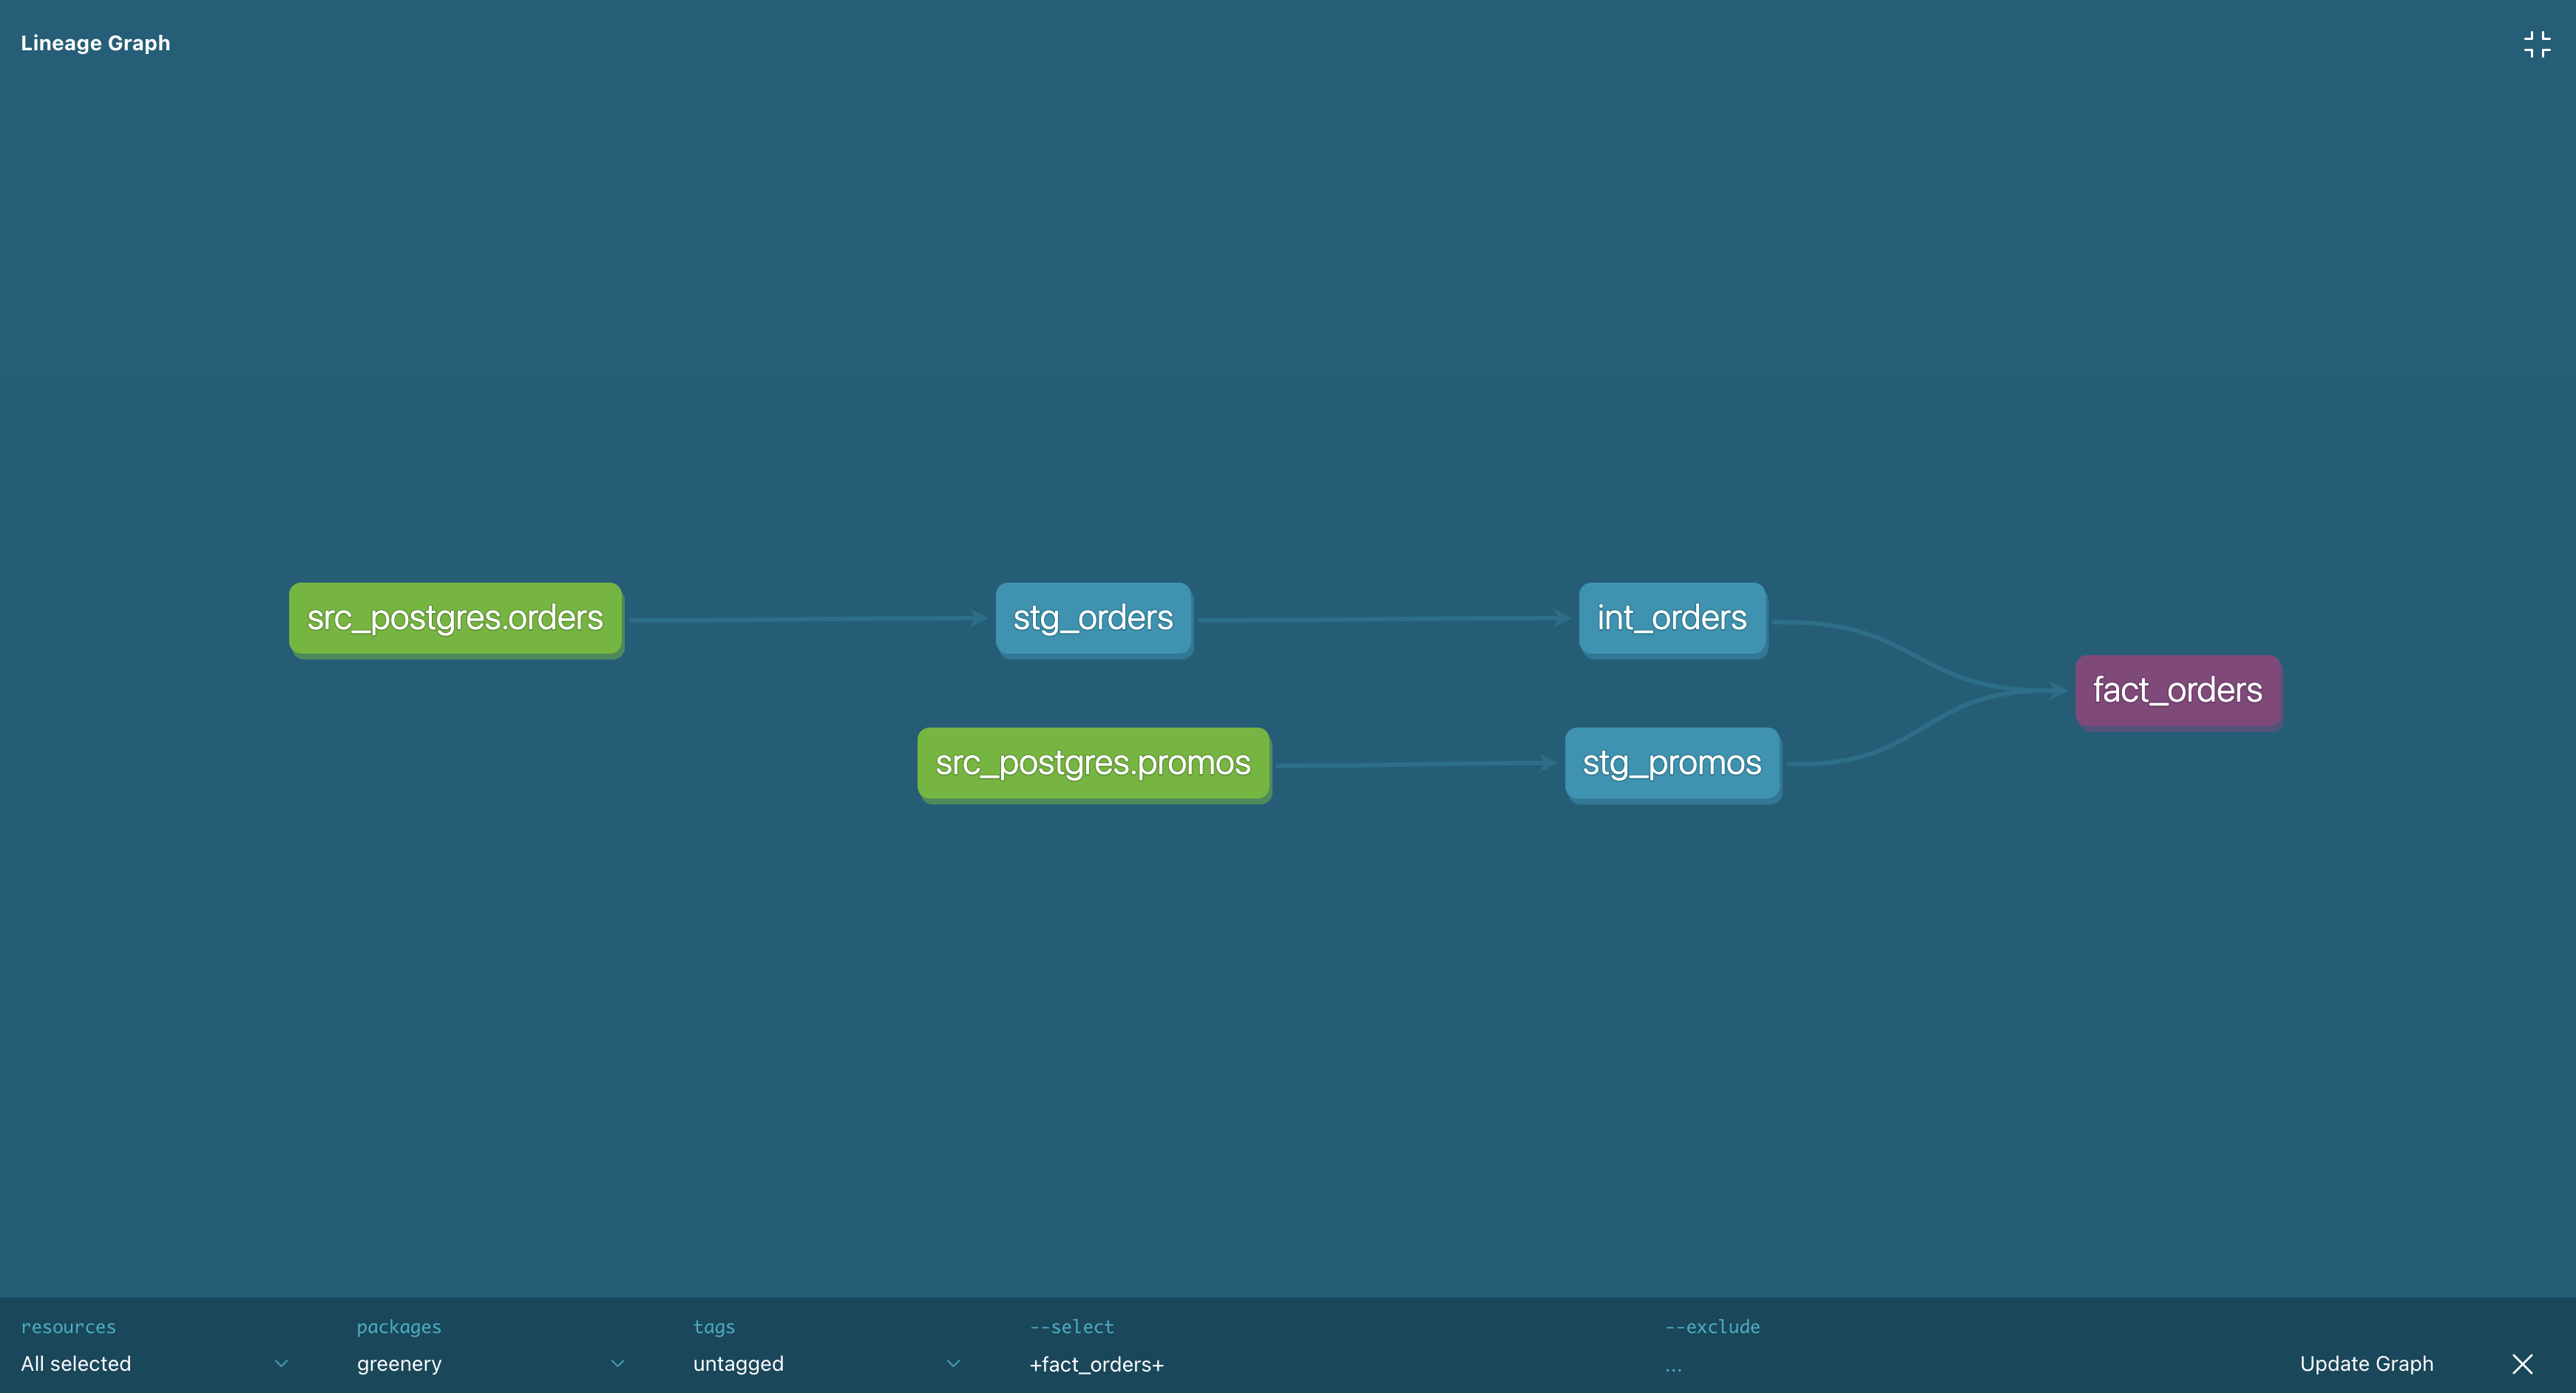 Lineage Graph
src_postgres.orders
stg_orders
int_orders
fact_orders
src_postgres.promos
stg_promos
resources
packages
tags
--select
--exclude
All selected
greenery
untagged
+fact_orders+
...
Update Graph